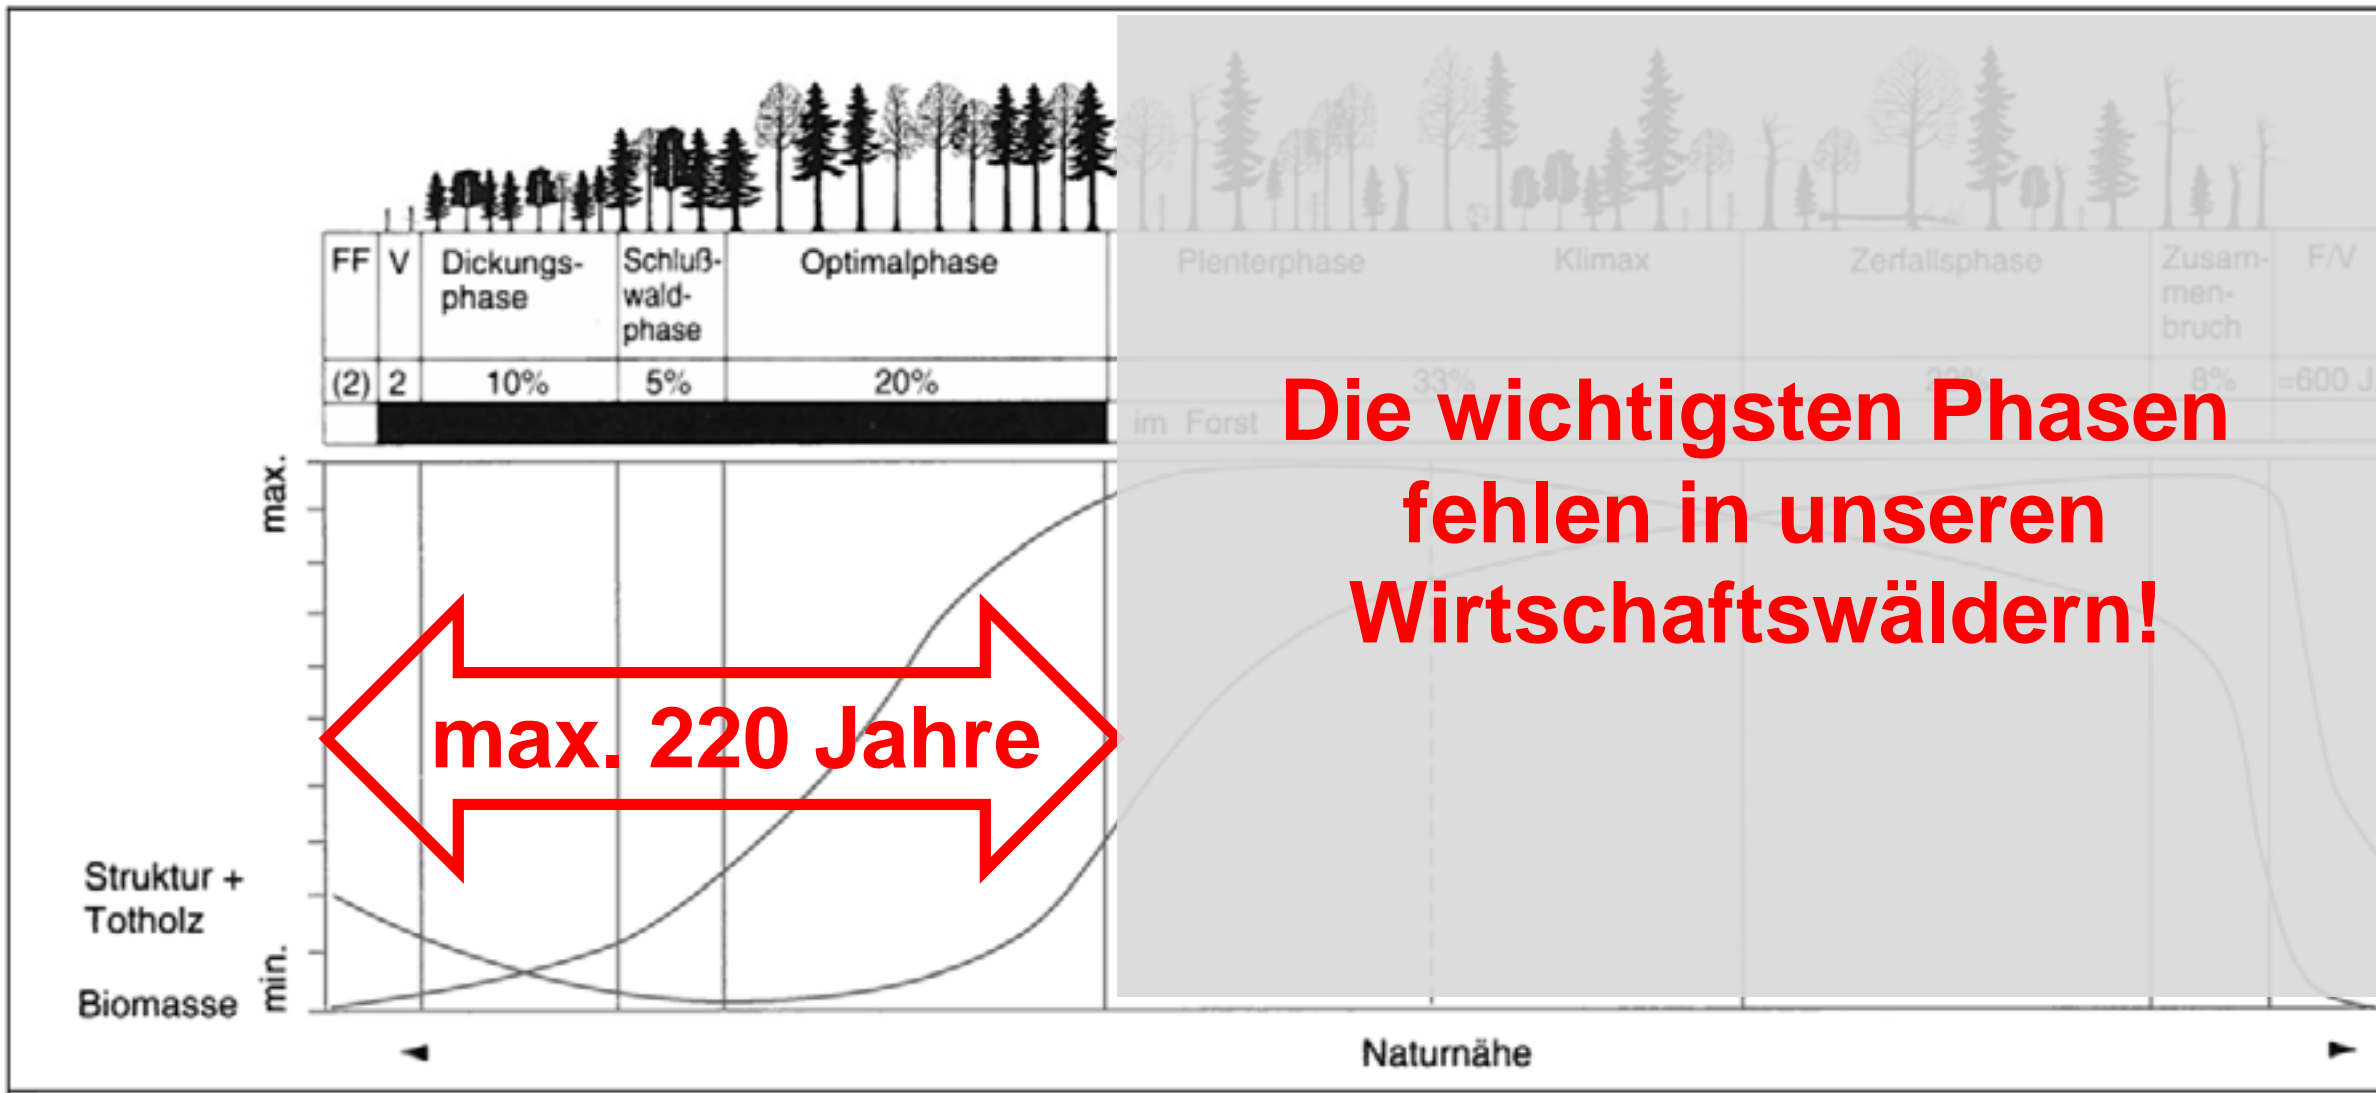 FF V Dickungs-
phase
Schluß-
wald-
phase
Optimalphase
Plenterphase
Klimax
Zerfallsphase
Zusam-
men-
bruch
F/V
(2) 2 10% 5% 20% 33% 22% 8% =600 J
im Forst
Die wichtigsten Phasen
fehlen in unseren
Wirtschaftswäldern!
max.
max. 220 Jahre
Struktur +
Totholz
Biomasse
min.
Naturnähe